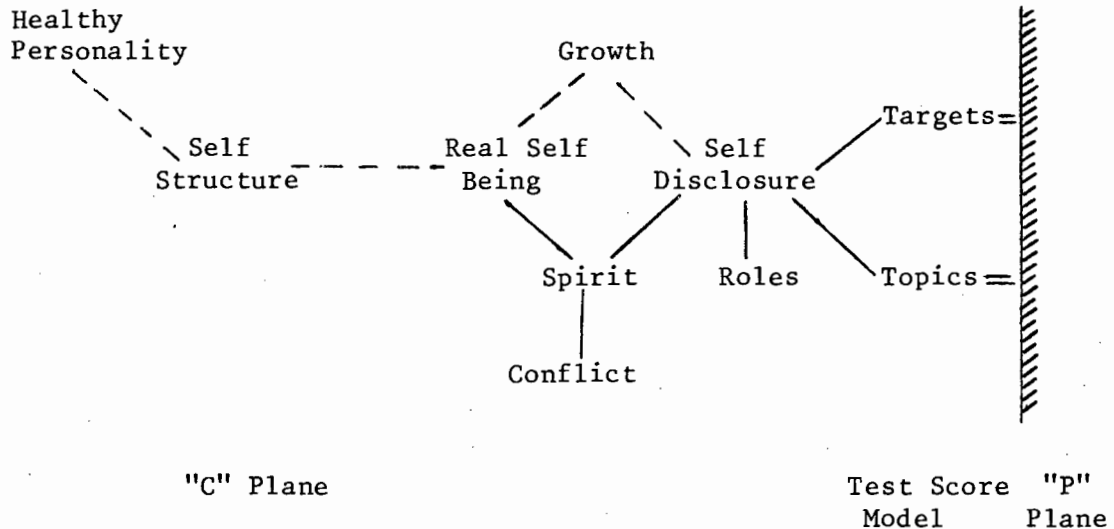 Healthy
Personality
Growth
Targets=
Self
Structure
Real Self
Being
Self
Disclosure
Spirit
Roles
Topics=
Conflict
"C" Plane
Test Score
Model
"P"
Plane